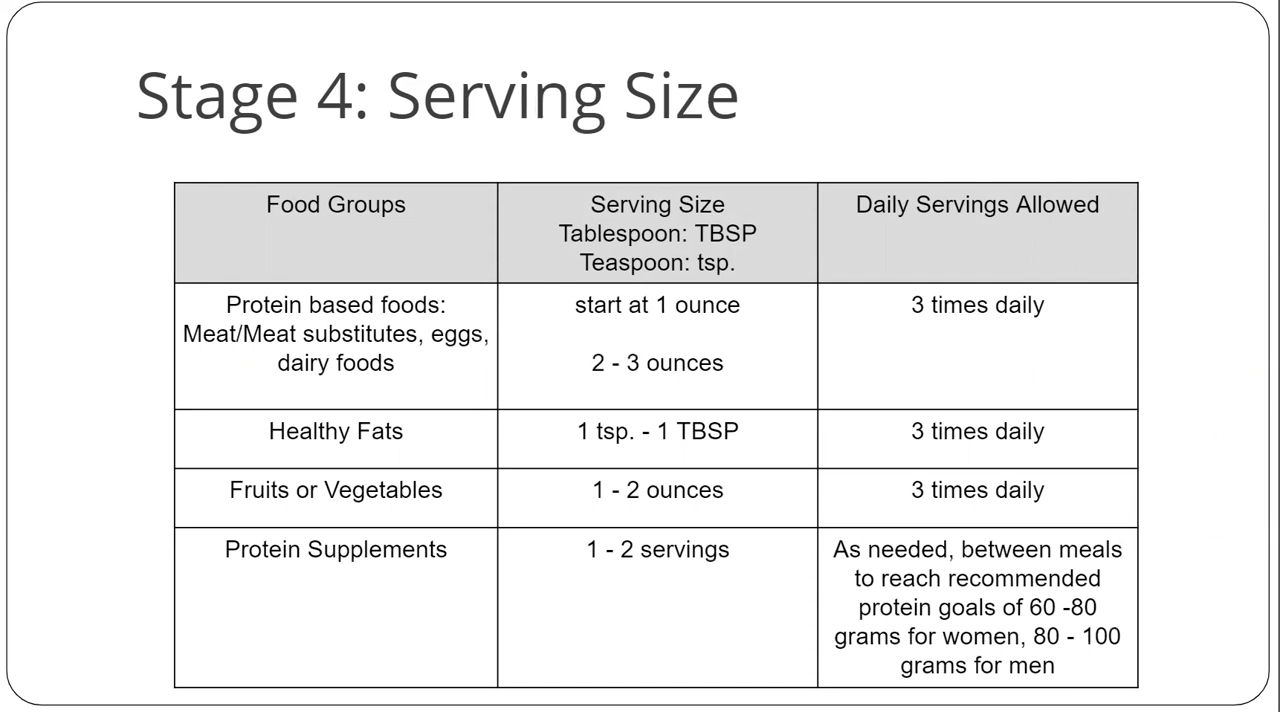 Stage 4: Serving Size
Food Groups
Serving Size
Tablespoon: TBSP
Teaspoon: tsp.
Daily Servings Allowed
Protein based foods:
Meat/Meat substitutes, eggs,
dairy foods
start at 1 ounce
2 - 3 ounces
3 times daily
Healthy Fats
1 tsp. - 1 TBSP
3 times daily
Fruits or Vegetables
1 - 2 ounces
3 times daily
Protein Supplements
1 - 2 servings
As needed, between meals
to reach recommended
protein goals of 60 -80
grams for women, 80 - 100
grams for men